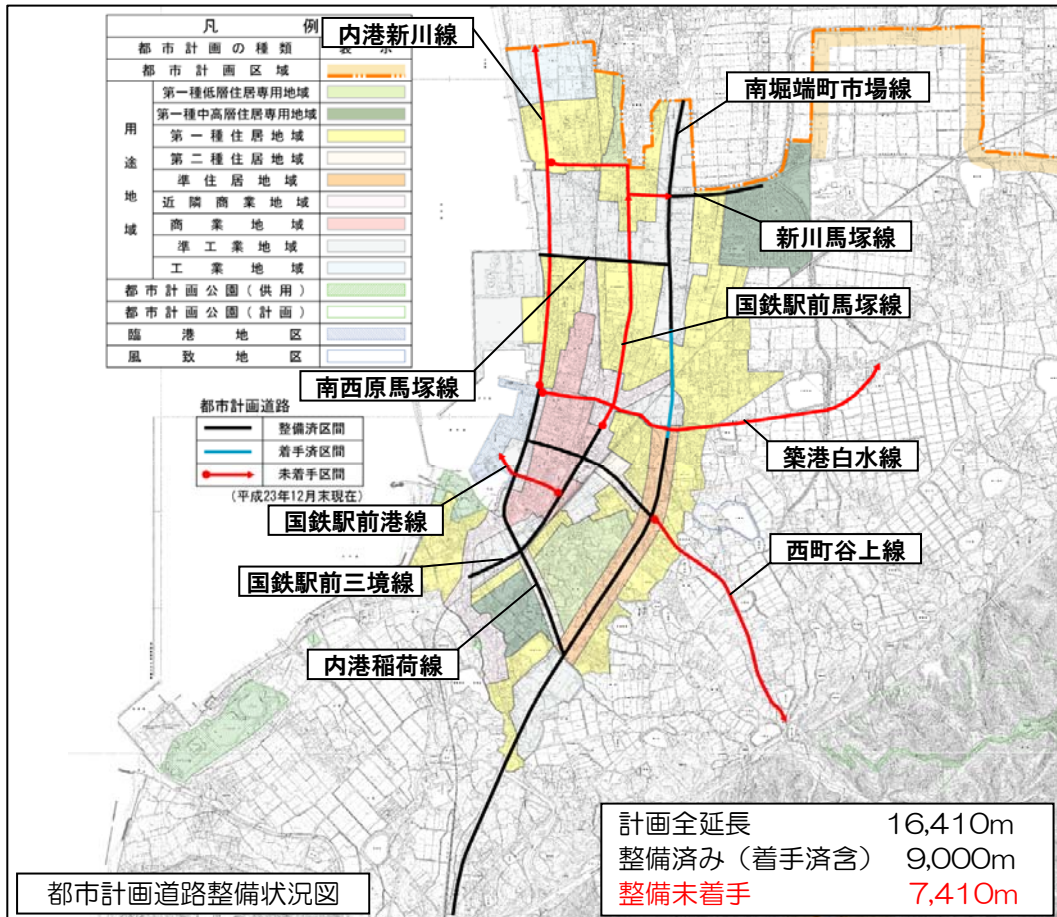 凡例
都市計画の種類 表示
都市計画区域
用途地域
第一種低層住居専用地域
第一種中高層住居専用地域
第一種住居地域
第二種住居地域
準住居地域
近隣商業地域
商業地域
準工業地域
工業地域
都市計画公園(供用)
都市計画公園(計画)
臨港地区
風致地区
都市計画道路
整備済区間
着手済区間
未着手区間
(平成23年12月末現在)
内港新川線
南堀端町市場線
新川馬塚線
国鉄駅前馬塚線
南西原馬塚線
築港白水線
国鉄駅前港線
西町谷上線
国鉄駅前三境線
内港稲荷線
計画全延長 16,410m
整備済み(着手済含) 9,000m
整備未着手 7,410m
都市計画道路整備状況図